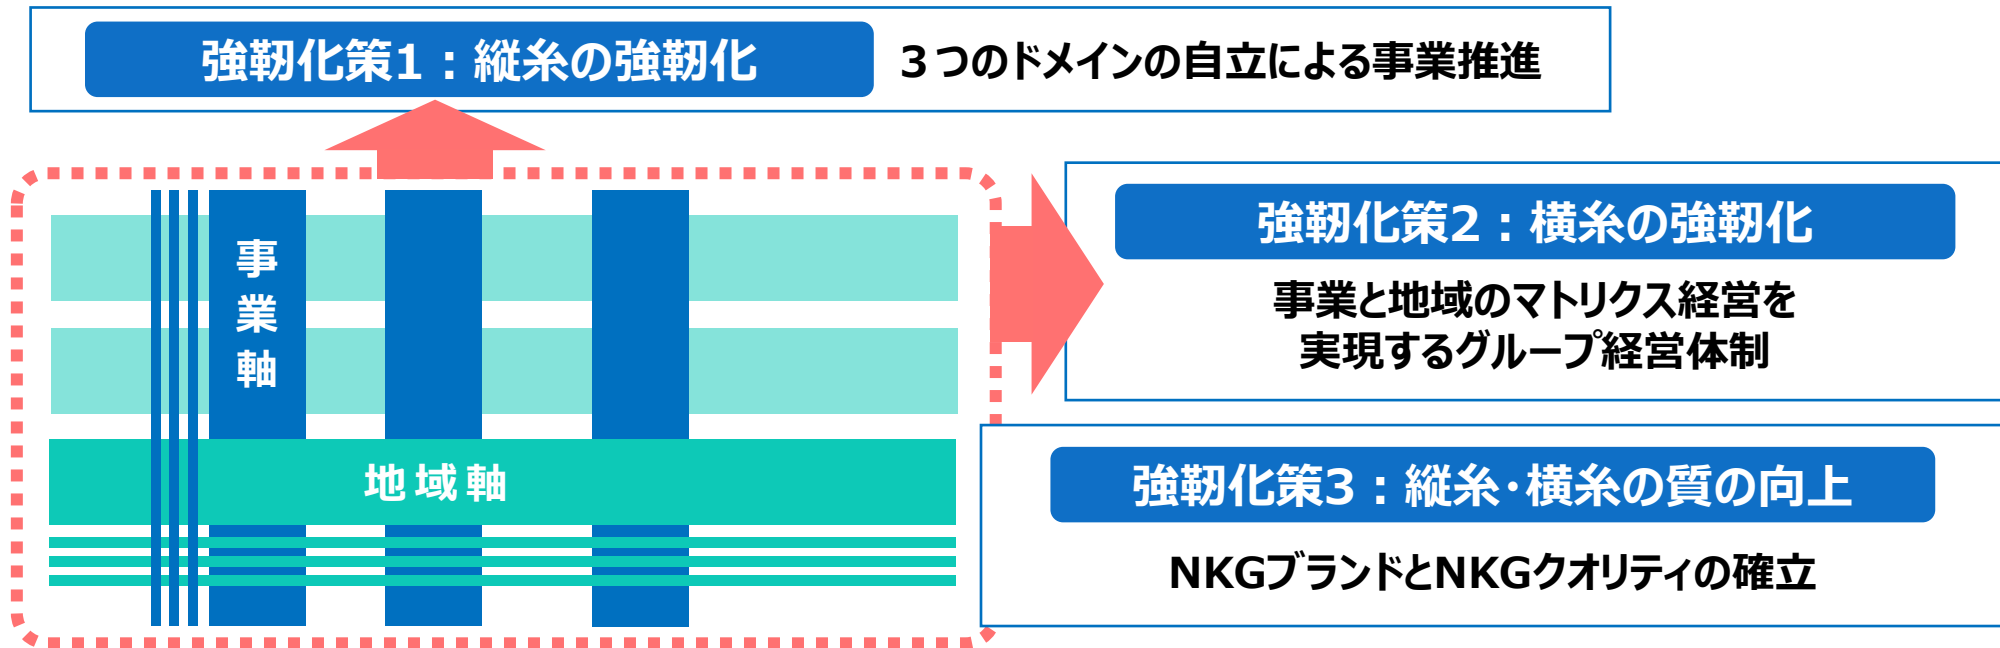 強靭化策1：縦糸の強靭化
３つのドメインの自立による事業推進
事業軸
地域軸
強靭化策2：横糸の強靭化
事業と地域のマトリクス経営を
実現するグループ経営体制
強靭化策3：縦糸・横糸の質の向上
NKGブランドとNKGクオリティの確立